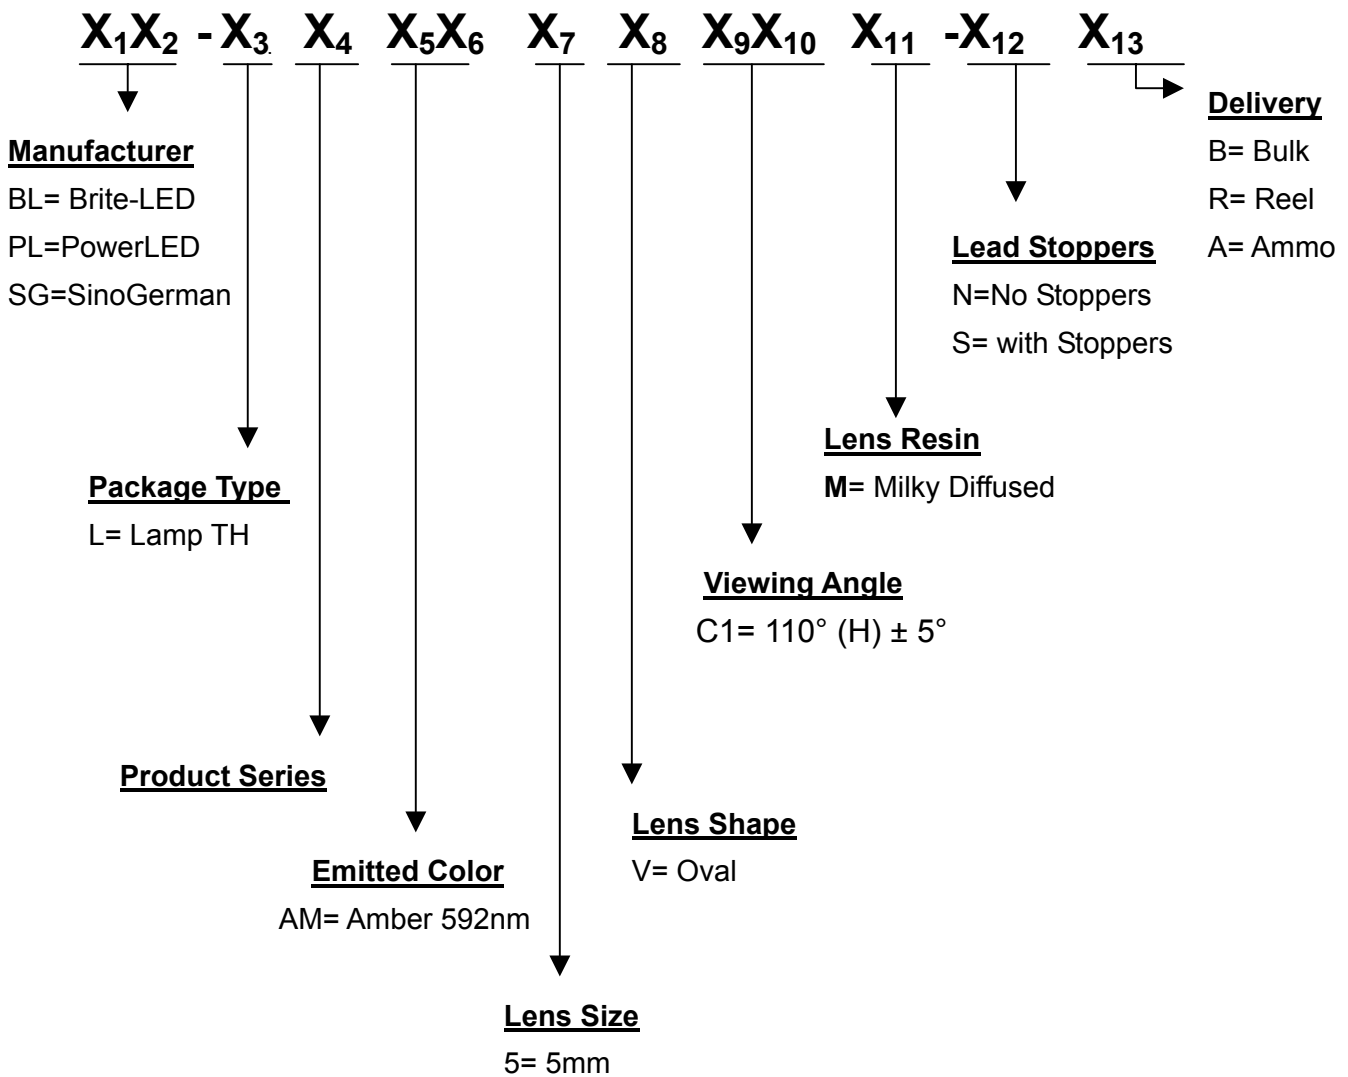 X1X2 - X3 X4 X5X6 X7 X8 X9X10 X11 -X12 X13
Delivery
B= Bulk
R= Reel
A= Ammo
Manufacturer
BL= Brite-LED
PL=PowerLED
SG=SinoGerman
Lead Stoppers
N=No Stoppers
S= with Stoppers
Lens Resin
M= Milky Diffused
Package Type
L= Lamp TH
Viewing Angle
C1= 110° (H) ± 5°
Product Series
Lens Shape
V= Oval
Emitted Color
AM= Amber 592nm
Lens Size
5= 5mm